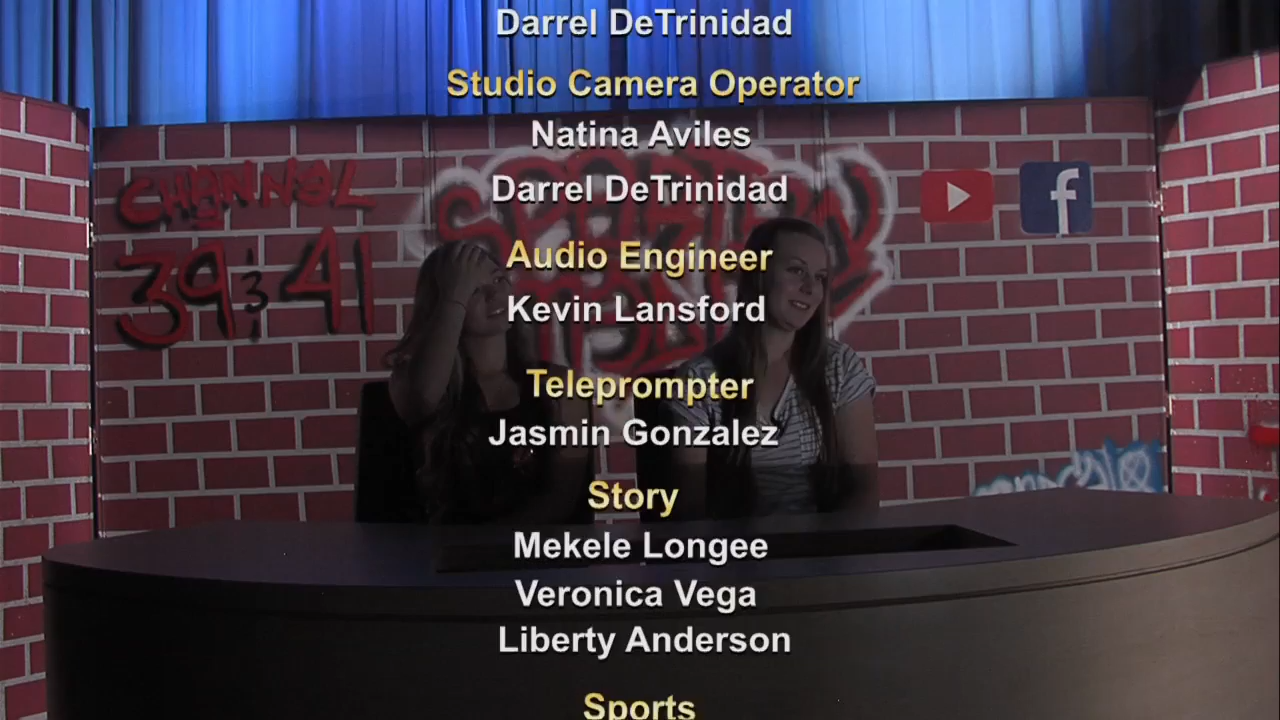 Darrel DeTrinidad
Studio Camera Operator
Natina Aviles
Darrel DeTrinidad
CHANNEL
39 & 41
f
Audio Engineer
Kevin Lansford
Teleprompter
Jasmin Gonzalez
Story
Mekele Longee
Veronica Vega
Liberty Anderson
Sports